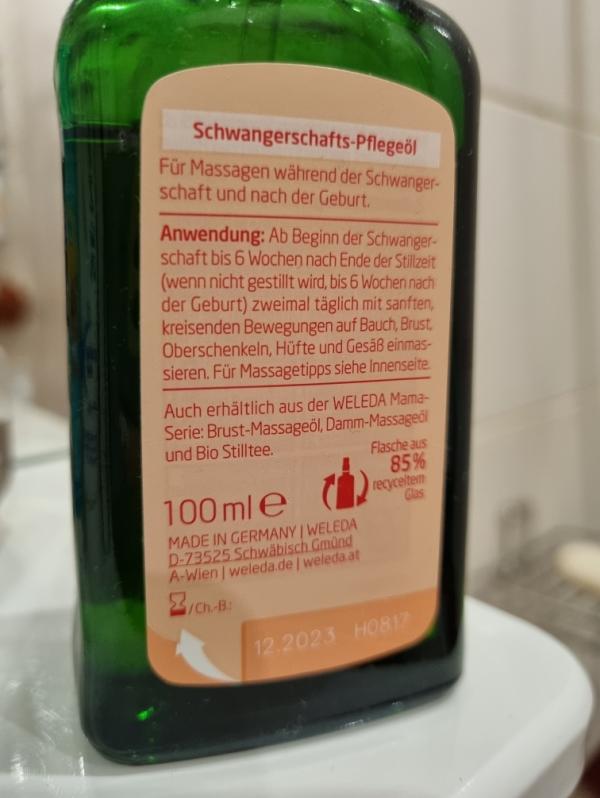 Schwangerschafts-Pflegeöl
Für Massagen während der Schwanger-
schaft und nach der Geburt.
Anwendung: Ab Beginn der Schwanger-
schaft bis 6 Wochen nach Ende der Stillzeit
(wenn nicht gestillt wird, bis 6 Wochen nach
der Geburt) zweimal täglich mit sanften,
kreisenden Bewegungen auf Bauch, Brust,
Oberschenkeln, Hüfte und Gesäß einmas-
sieren. Für Massagetipps siehe Innenseite.
Auch erhältlich aus der WELEDA Mama-
Serie: Brust-Massageöl, Damm-Massageöl
und Bio Stilltee.
Flasche aus
85%
recyceltem
Glas
100 ml e
MADE IN GERMANY | WELEDA
D-73525 Schwäbisch Gmünd
A-Wien | weleda.de | weleda.at
/Ch.-B.:
12.2023 H0817